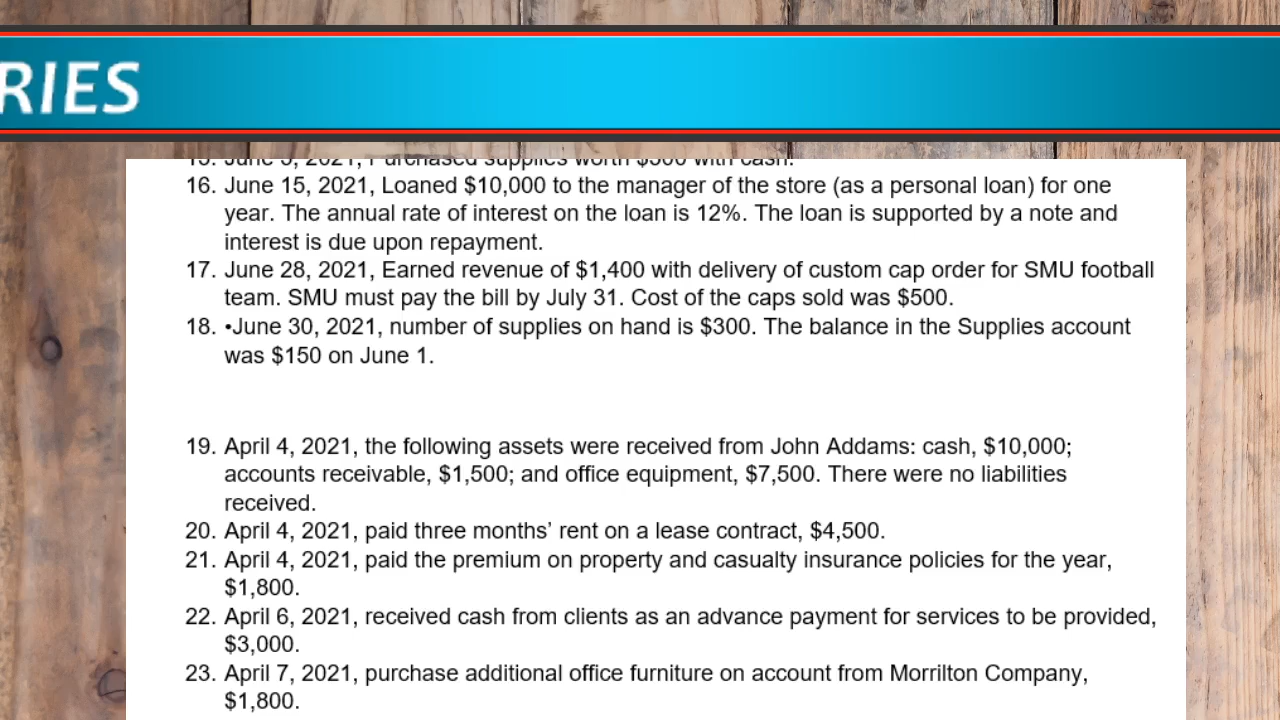 RIES
15. June 5, 2021, Purchased supplies worth $500 with cash.
16. June 15, 2021, Loaned $10,000 to the manager of the store (as a personal loan) for one
year. The annual rate of interest on the loan is 12%. The loan is supported by a note and
interest is due upon repayment.
17. June 28, 2021, Earned revenue of $1,400 with delivery of custom cap order for SMU football
team. SMU must pay the bill by July 31. Cost of the caps sold was $500.
18. •June 30, 2021, number of supplies on hand is $300. The balance in the Supplies account
was $150 on June 1.
19. April 4, 2021, the following assets were received from John Addams: cash, $10,000;
accounts receivable, $1,500; and office equipment, $7,500. There were no liabilities
received.
20. April 4, 2021, paid three months’ rent on a lease contract, $4,500.
21. April 4, 2021, paid the premium on property and casualty insurance policies for the year,
$1,800.
22. April 6, 2021, received cash from clients as an advance payment for services to be provided,
$3,000.
23. April 7, 2021, purchase additional office furniture on account from Morrilton Company,
$1,800.